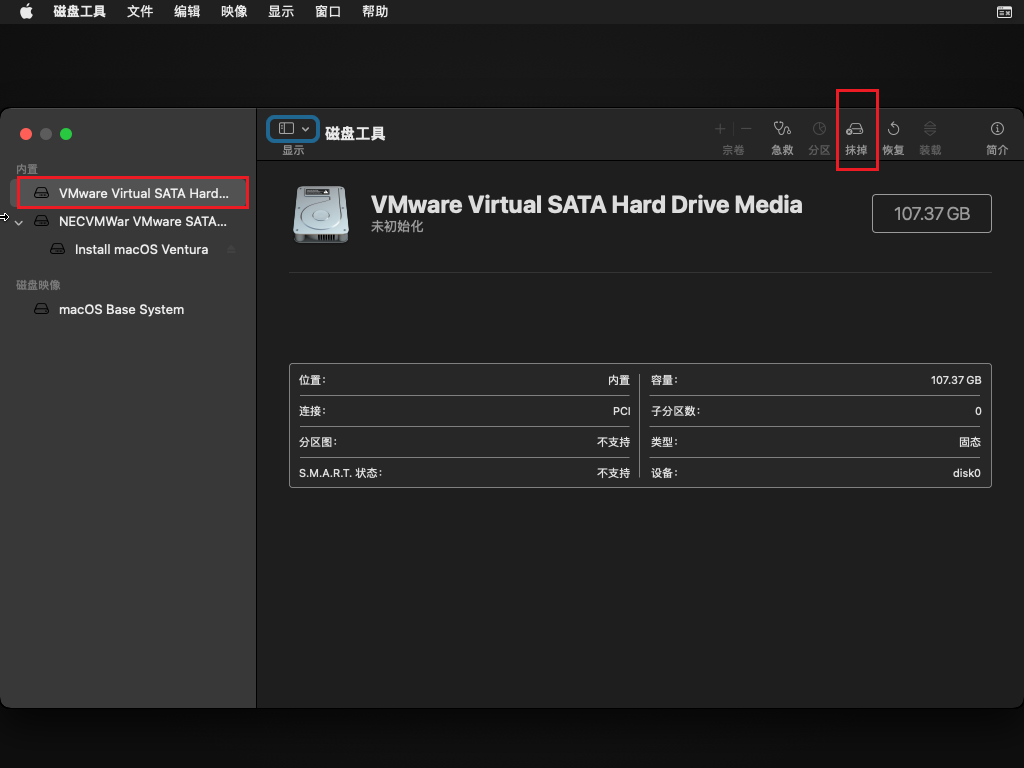 磁盘工具 文件 编辑 映像 显示 窗口 帮助
显示
磁盘工具
宗卷 急救 分区 抹掉 恢复 装载 简介
内置
VMware Virtual SATA Hard...
NECVMWar VMware SATA...
Install macOS Ventura
磁盘映像
macOS Base System
VMware Virtual SATA Hard Drive Media
未初始化
107.37 GB
位置： 内置
连接： PCI
分区图： 不支持
S.M.A.R.T. 状态： 不支持
容量： 107.37 GB
子分区数： 0
类型： 固态
设备： disk0